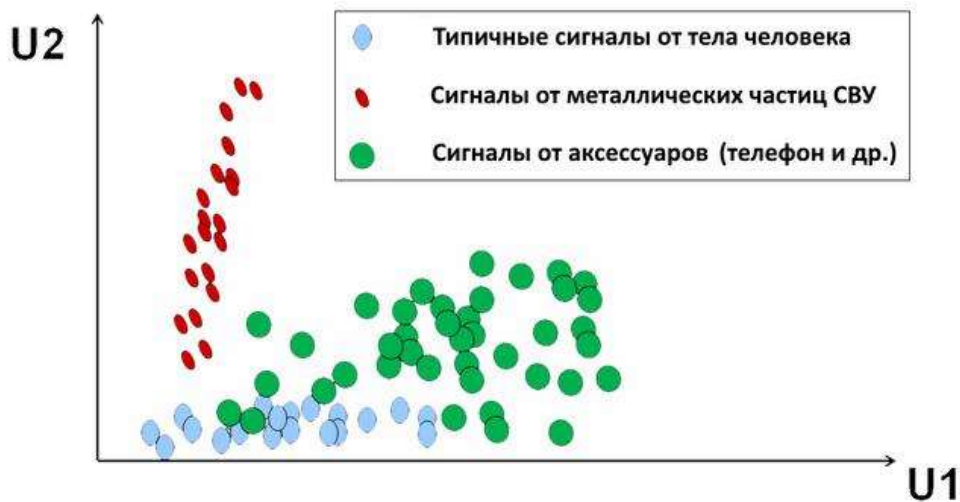 U2
Типичные сигналы от тела человека
Сигналы от металлических частиц СВУ
Сигналы от аксессуаров (телефон и др.)
U1